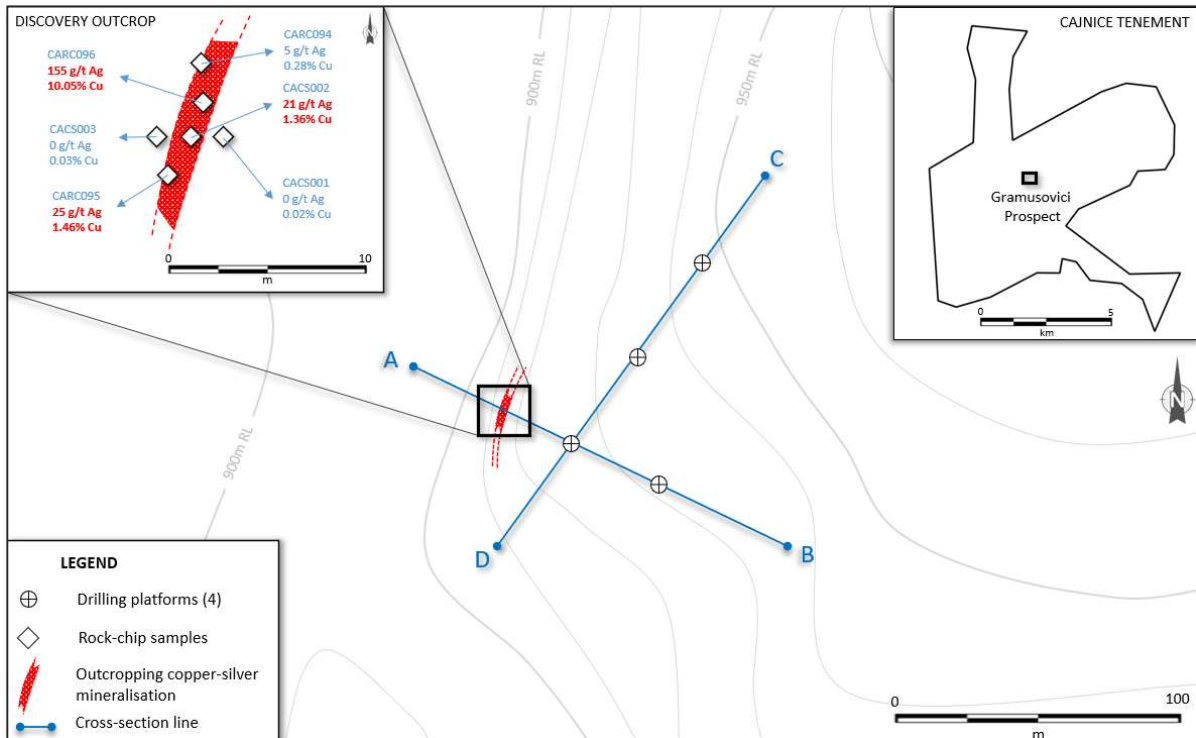 DISCOVERY OUTCROP
N
CARC096
155 g/t Ag
10.05% Cu
CARC094
5 g/t Ag
0.28% Cu
CACS002
21 g/t Ag
1.36% Cu
CACS003
0 g/t Ag
0.03% Cu
CARC095
25 g/t Ag
1.46% Cu
CACS001
0 g/t Ag
0.02% Cu
0 10
m
900m RL
950m RL
CAJNICE TENEMENT
Gramusovici
Prospect
0 5
km
N
C
A
D
B
900m RL
LEGEND
Drilling platforms (4)
Rock-chip samples
Outcropping copper-silver
mineralisation
Cross-section line
0 100
m